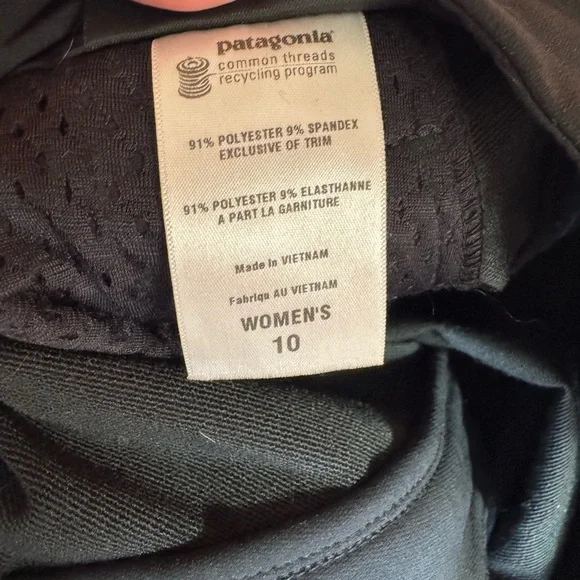 patagonia
common threads
recycling program
91% POLYESTER 9% SPANDEX
EXCLUSIVE OF TRIM
91% POLYESTER 9% ELASTHANNE
A PART LA GARNITURE
Made in VIETNAM
Fabriqu AU VIETNAM
WOMEN'S
10